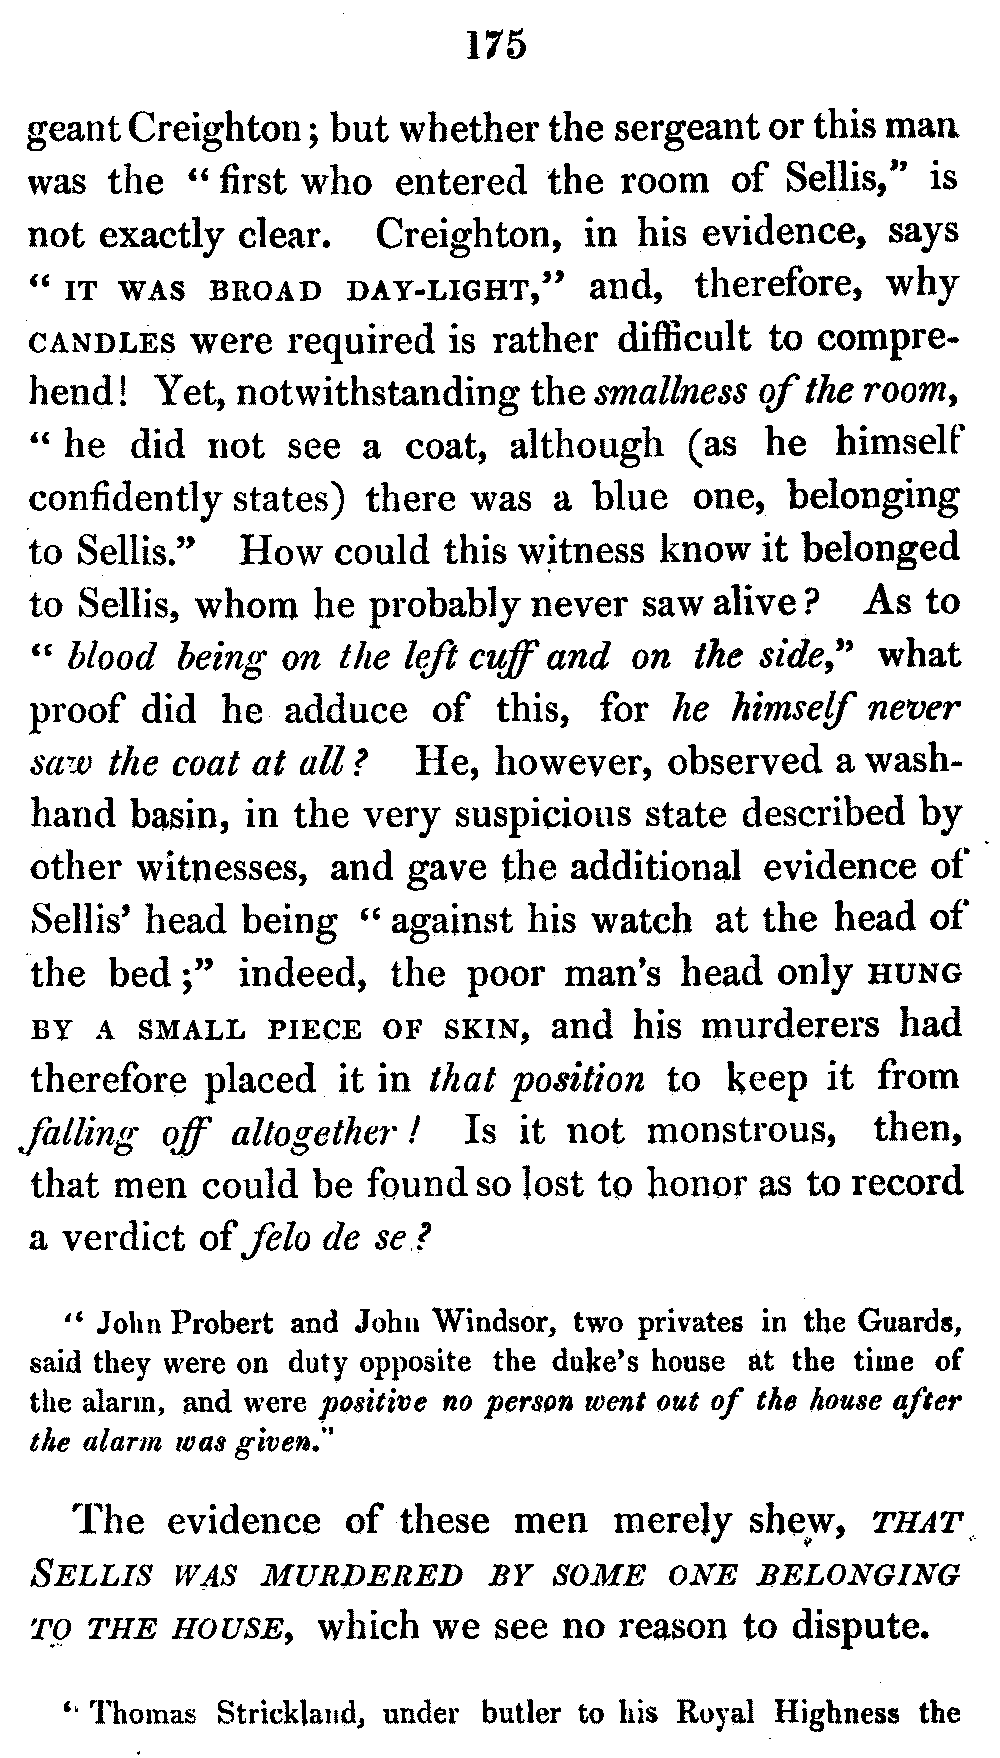 175
geant Creighton; but whether the sergeant or this man
was the “ first who entered the room of Sellis,” is
not exactly clear. Creighton, in his evidence, says
“ IT WAS BROAD DAY-LIGHT,” and, therefore, why
CANDLES were required is rather difficult to compre-
hend! Yet, notwithstanding the smallness of the room,
“ he did not see a coat, although (as he himself
confidently states) there was a blue one, belonging
to Sellis.” How could this witness know it belonged
to Sellis, whom he probably never saw alive? As to
“ blood being on the left cuff and on the side,” what
proof did he adduce of this, for he himself never
saw the coat at all? He, however, observed a wash-
hand basin, in the very suspicious state described by
other witnesses, and gave the additional evidence of
Sellis’ head being “ against his watch at the head of
the bed;” indeed, the poor man’s head only HUNG
BY A SMALL PIECE OF SKIN, and his murderers had
therefore placed it in that position to keep it from
falling off altogether! Is it not monstrous, then,
that men could be found so lost to honor as to record
a verdict of felo de se?
“ John Probert and John Windsor, two privates in the Guards,
said they were on duty opposite the duke’s house at the time of
the alarm, and were positive no person went out of the house after
the alarm was given.”
The evidence of these men merely shew, THAT
SELLIS WAS MURDERED BY SOME ONE BELONGING
TO THE HOUSE, which we see no reason to dispute.
“ Thomas Strickland, under butler to his Royal Highness the